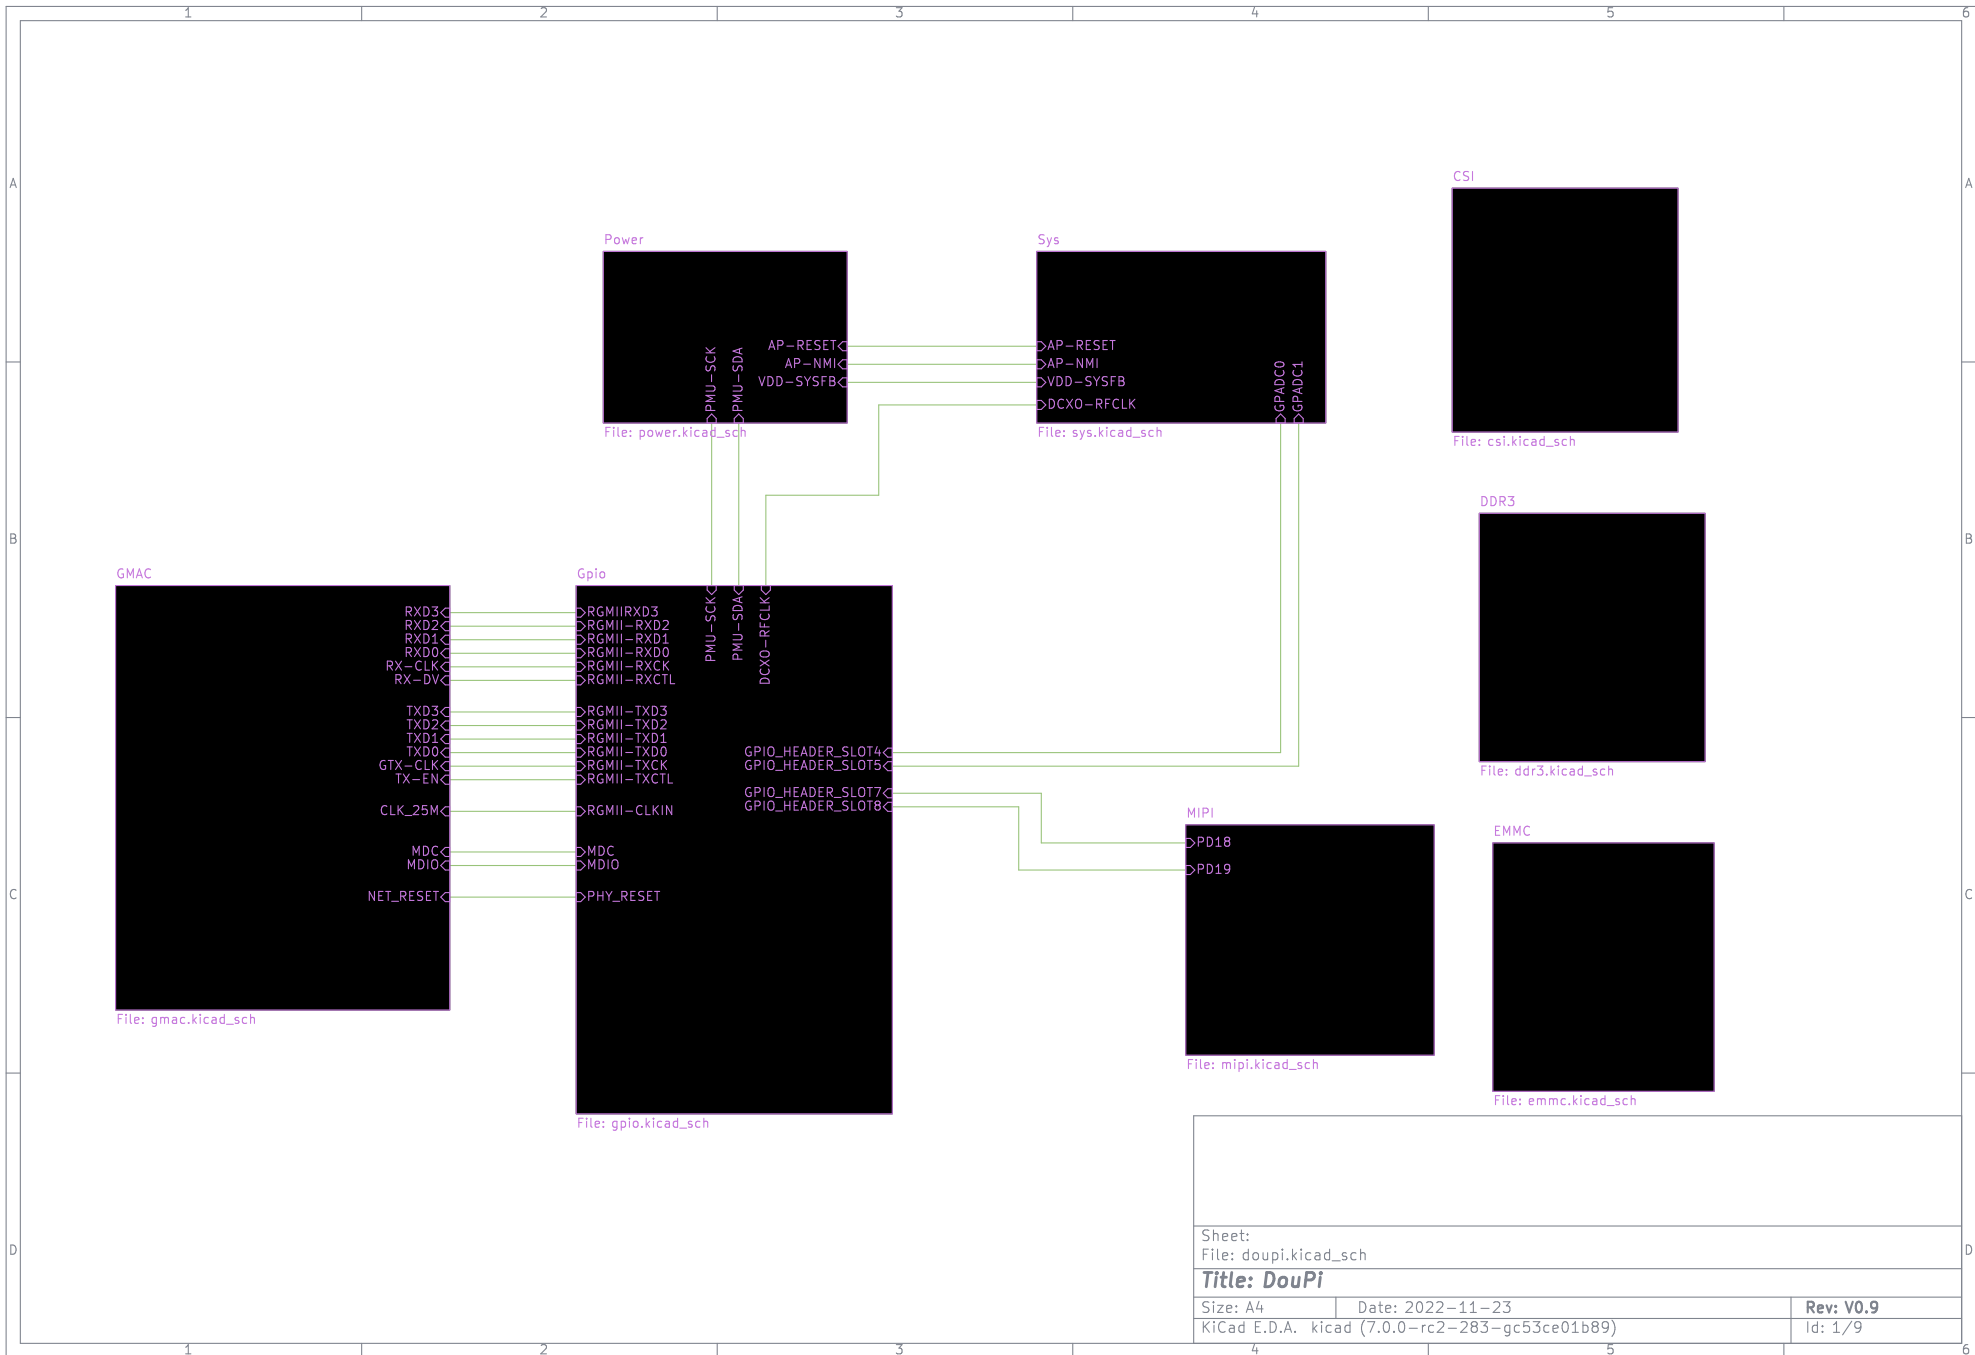 1 2 3 4 5 6
A A
B B
C C
D D
CSI
File: csi.kicad_sch
Power
AP-RESET
AP-NMI
VDD-SYSFB
PMU-SCK
PMU-SDA
File: power.kicad_sch
Sys
AP-RESET
AP-NMI
VDD-SYSFB
DCXO-RFCLK
GPADC0
GPADC1
File: sys.kicad_sch
DDR3
File: ddr3.kicad_sch
GMAC
RXD3
RXD2
RXD1
RXD0
RX-CLK
RX-DV
TXD3
TXD2
TXD1
TXD0
GTX-CLK
TX-EN
CLK_25M
MDC
MDIO
NET_RESET
File: gmac.kicad_sch
Gpio
PMU-SCK
PMU-SDA
DCXO-RFCLK
RGMIIRXD3
RGMII-RXD2
RGMII-RXD1
RGMII-RXD0
RGMII-RXCK
RGMII-RXCTL
RGMII-TXD3
RGMII-TXD2
RGMII-TXD1
RGMII-TXD0
RGMII-TXCK
RGMII-TXCTL
RGMII-CLKIN
MDC
MDIO
PHY_RESET
GPIO_HEADER_SLOT4
GPIO_HEADER_SLOT5
GPIO_HEADER_SLOT7
GPIO_HEADER_SLOT8
File: gpio.kicad_sch
MIPI
PD18
PD19
File: mipi.kicad_sch
EMMC
File: emmc.kicad_sch
Sheet:
File: doupi.kicad_sch
Title: DouPi
Size: A4 Date: 2022-11-23 Rev: V0.9
KiCad E.D.A. kicad (7.0.0-rc2-283-gc53ce01b89) Id: 1/9
1 2 3 4 5 6